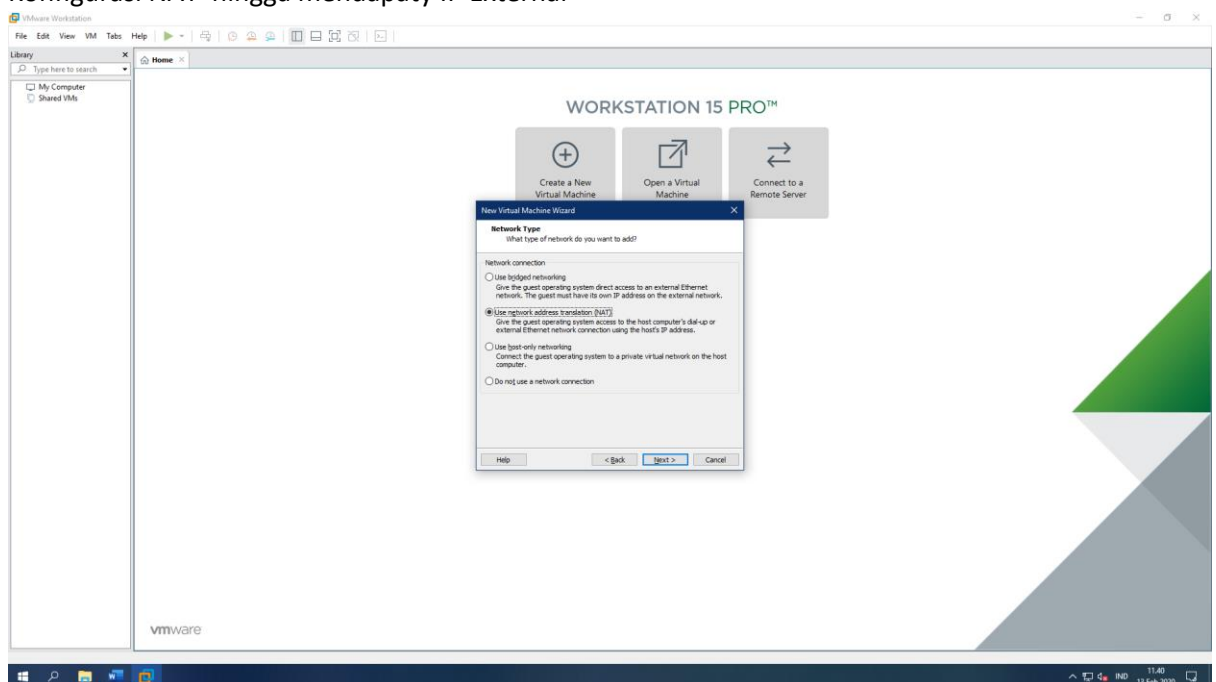 VMware Workstation
File Edit View VM Tabs Help
Library
Home
Type here to search
My Computer
Shared VMs
WORKSTATION 15 PRO™
Create a New
Virtual Machine
Open a Virtual
Machine
Connect to a
Remote Server
New Virtual Machine Wizard
Network Type
What type of network do you want to add?
Network connection
Use bridged networking
Give the guest operating system direct access to an external Ethernet
network. The guest must have its own IP address on the external network.
Use network address translation (NAT)
Give the guest operating system access to the host computer's dial-up or
external Ethernet network connection using the host's IP address.
Use host-only networking
Connect the guest operating system to a private virtual network on the host
computer.
Do not use a network connection
Help
< Back
Next >
Cancel
vmware
IND
11.40
13 Feb 2020